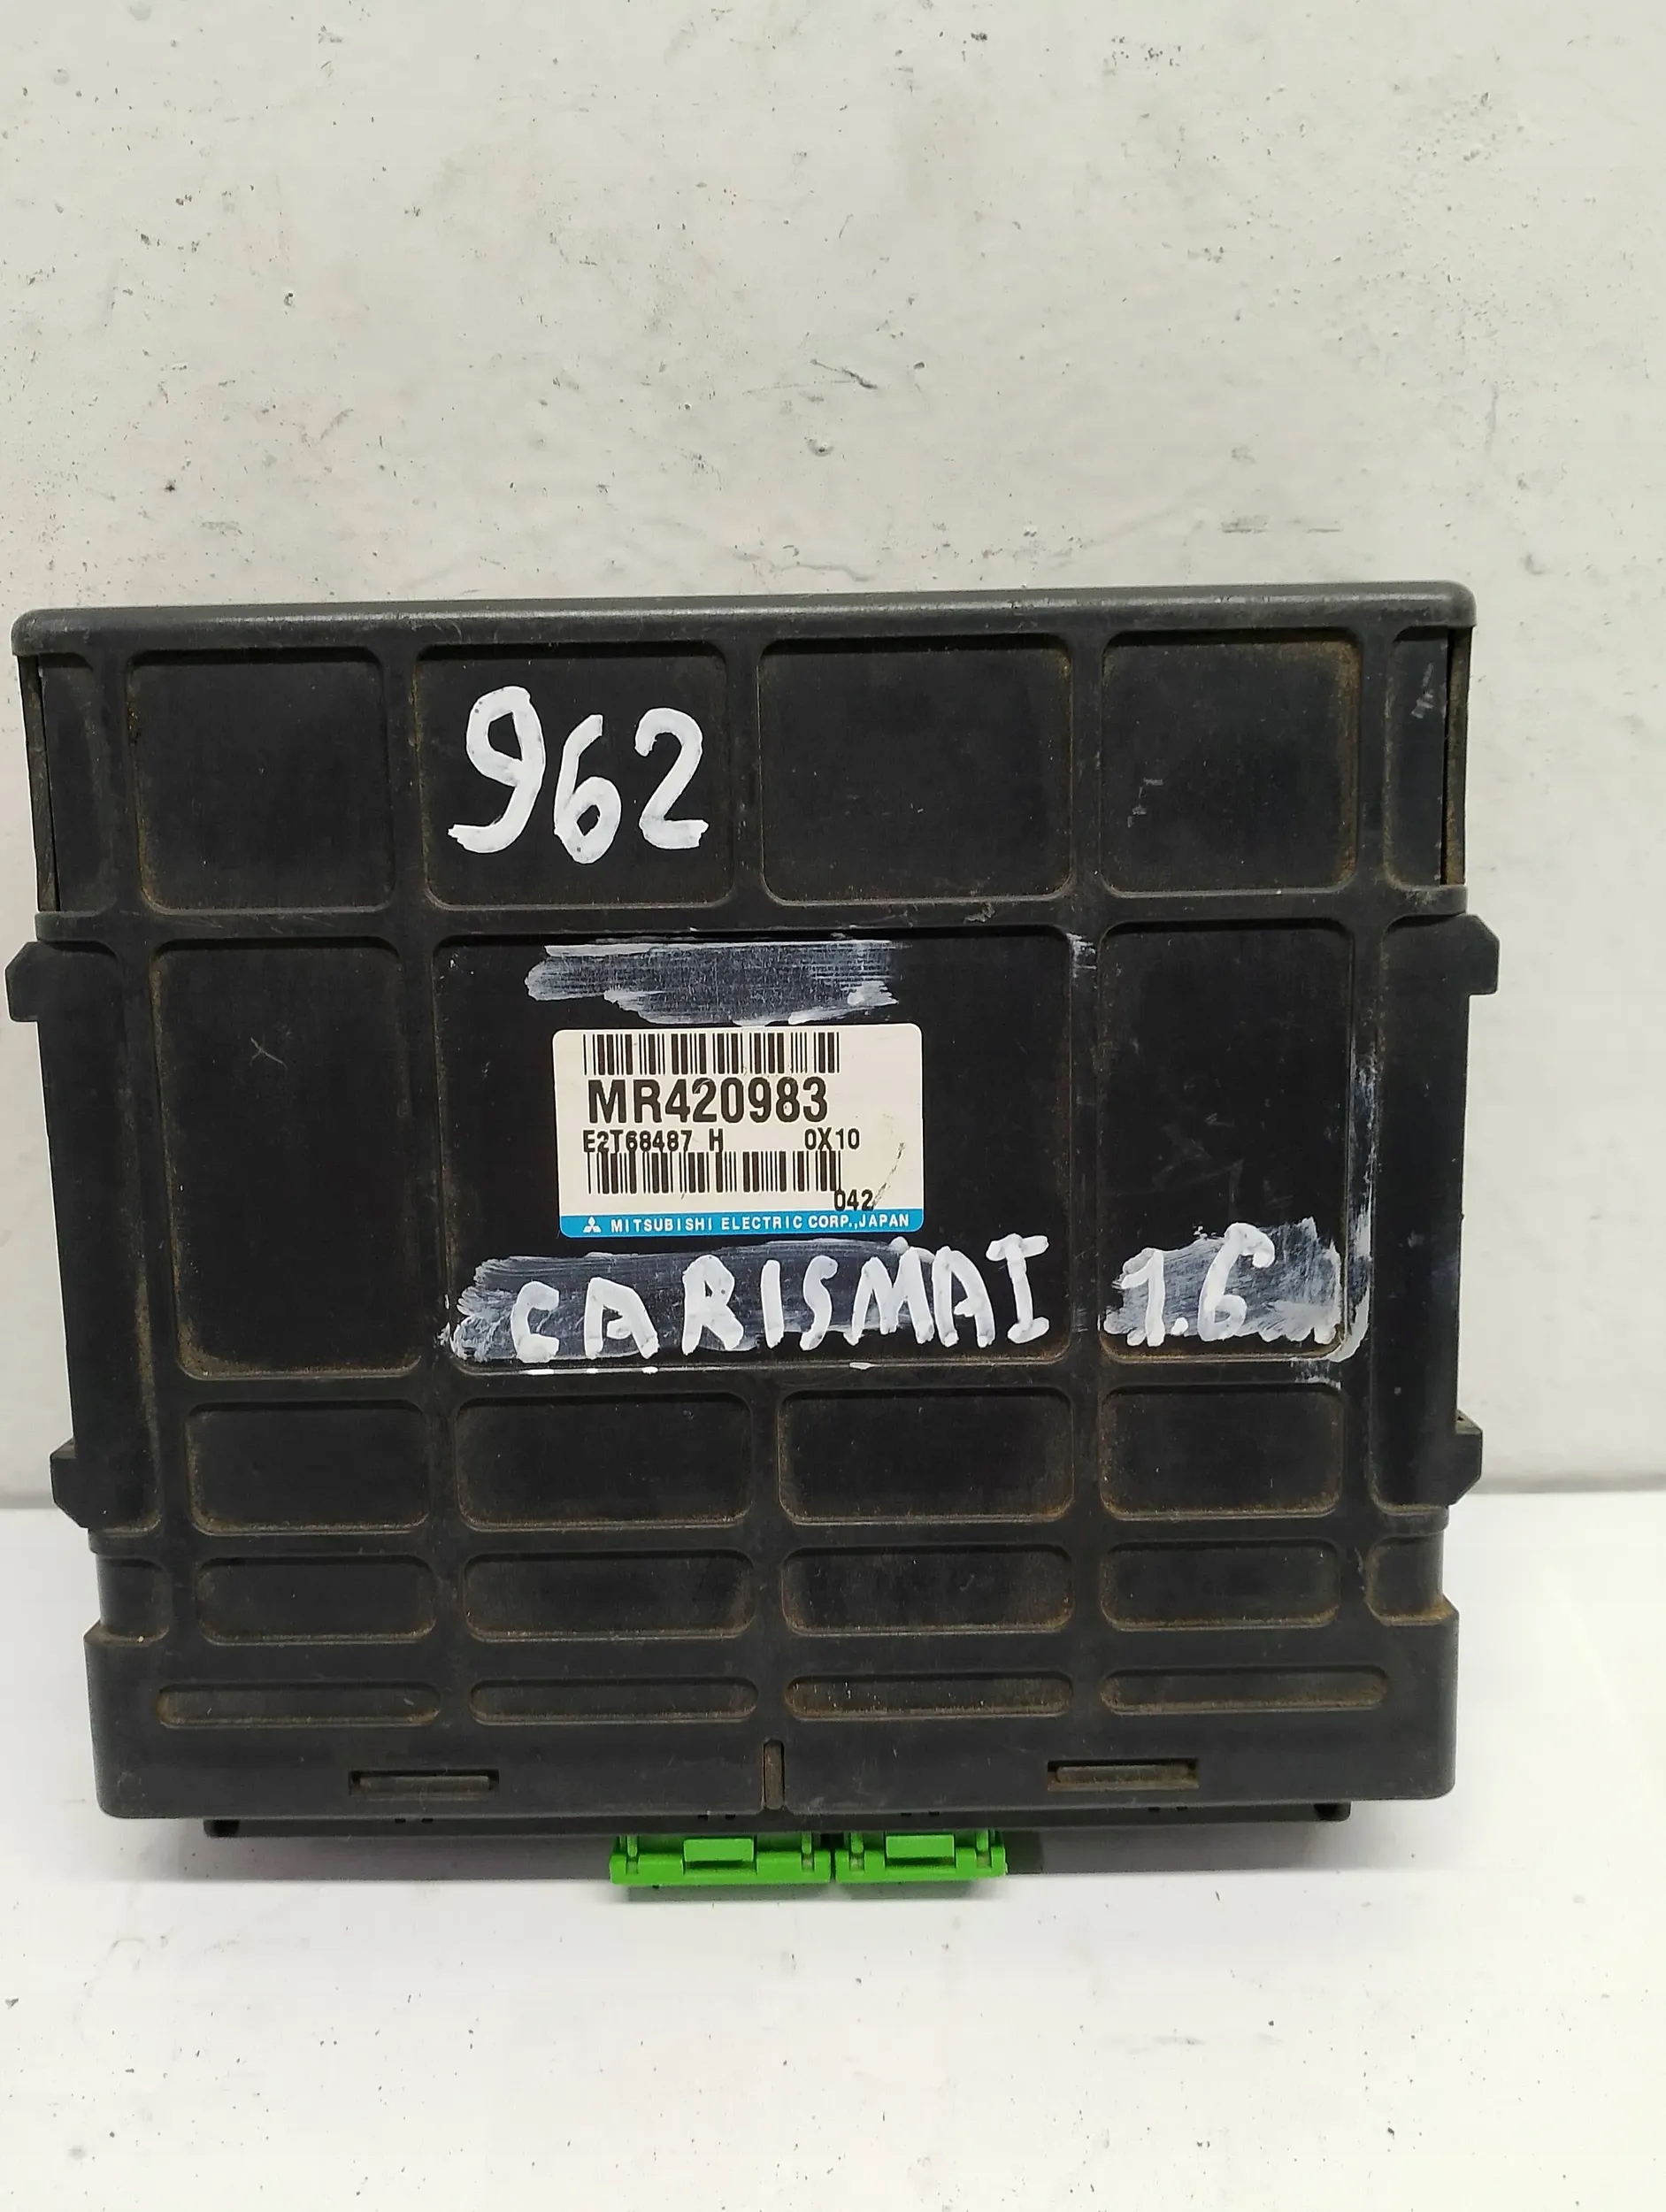 962
MR420983
E2T68487 H 0X10
042
MITSUBISHI ELECTRIC CORP.,JAPAN
CARISMAI 1.6